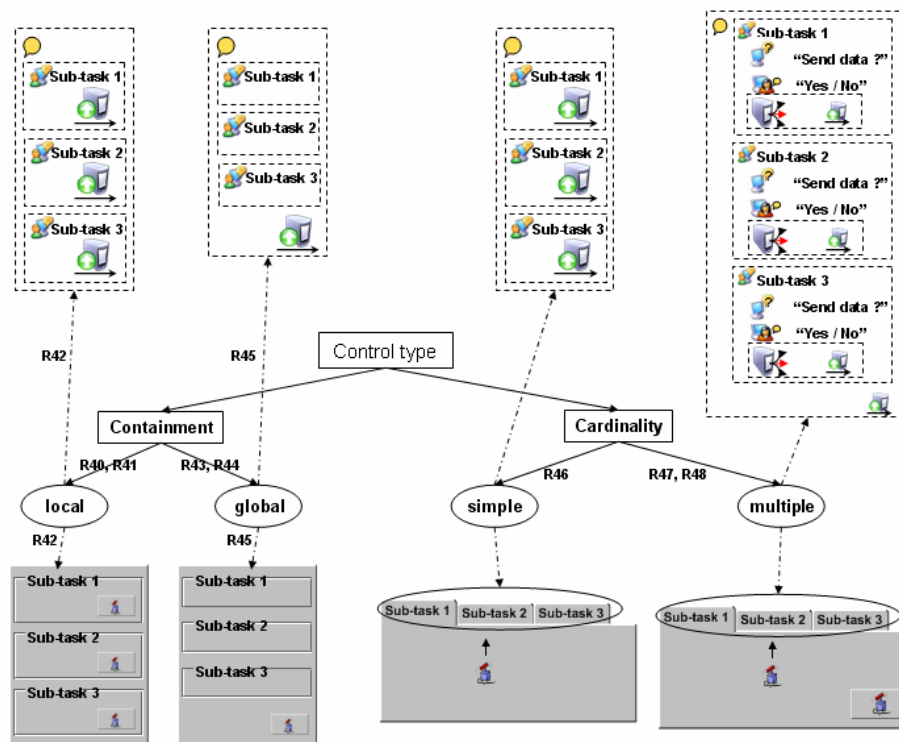 Sub-task 1
Sub-task 2
Sub-task 3
Sub-task 1
Sub-task 2
Sub-task 3
Sub-task 1
Sub-task 2
Sub-task 3
Sub-task 1
“Send data ?”
“Yes / No”
Sub-task 2
“Send data ?”
“Yes / No”
Sub-task 3
“Send data ?”
“Yes / No”
R42
R45
Control type
Containment
Cardinality
R40, R41
R43, R44
R46
R47, R48
local
global
simple
multiple
R42
R45
Sub-task 1
Sub-task 2
Sub-task 3
Sub-task 1
Sub-task 2
Sub-task 3
Sub-task 1 Sub-task 2 Sub-task 3
Sub-task 1 Sub-task 2 Sub-task 3